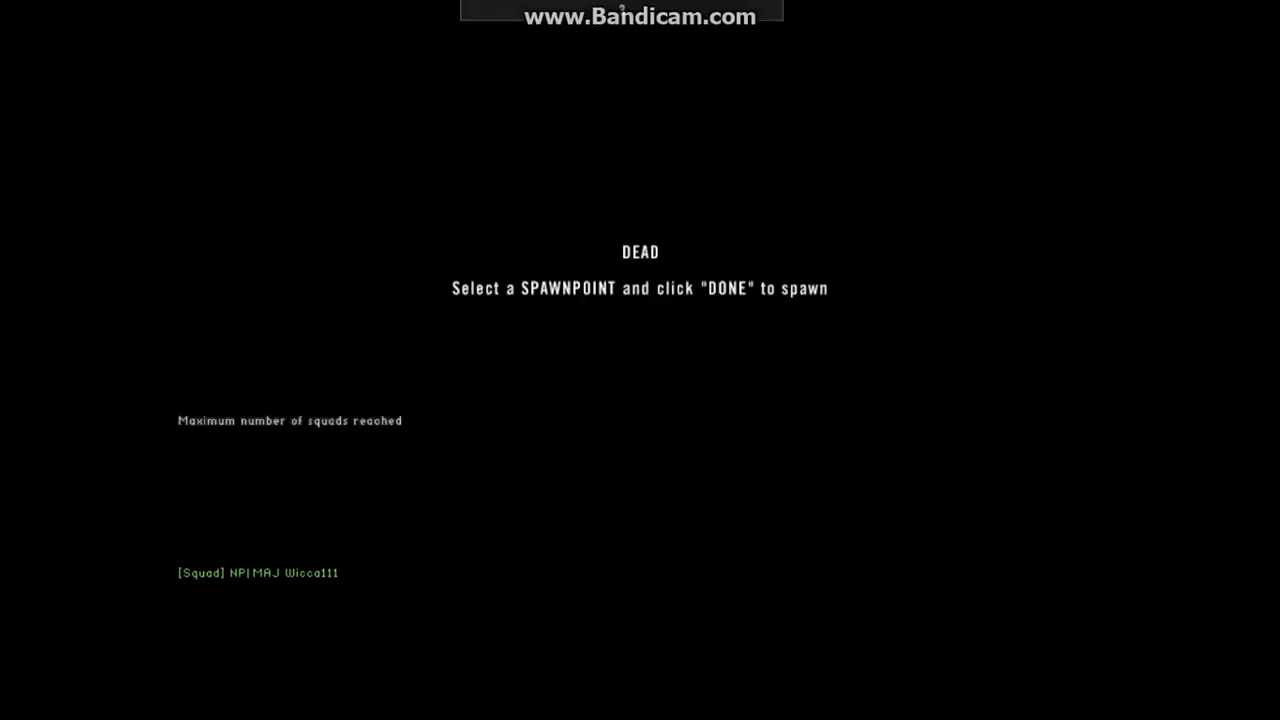 www.Bandicam.com
DEAD
Select a SPAWNPOINT and click "DONE" to spawn
Maximum number of squads reached
[Squad] NP|MAJ Wicca111